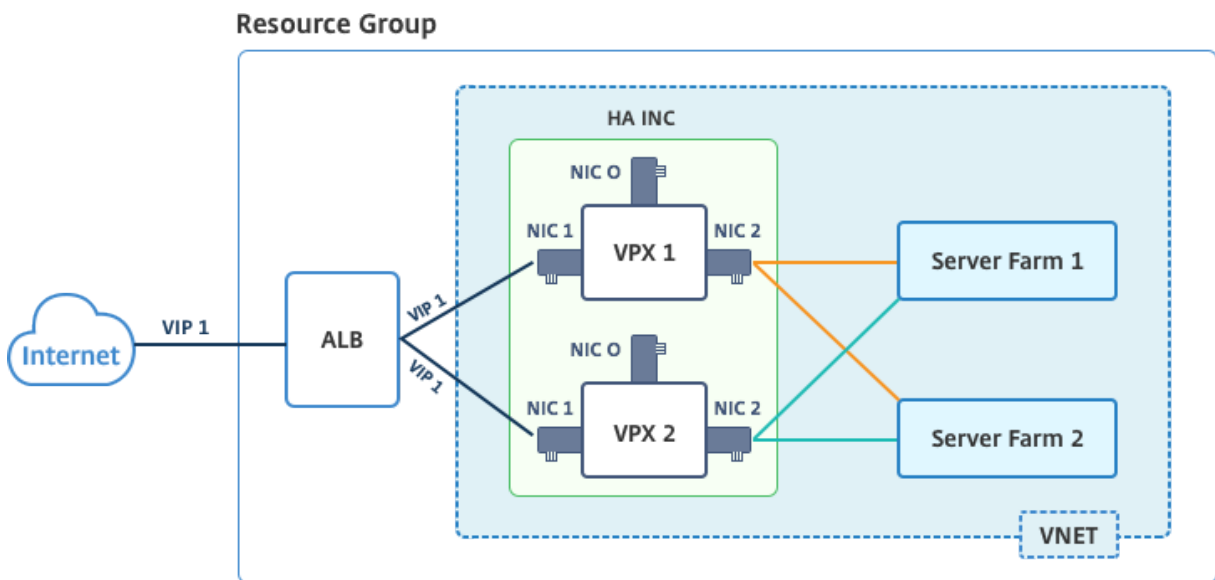 Resource Group
HA INC
NIC O
NIC 1
NIC 2
VPX 1
Server Farm 1
VIP 1
VIP 1
ALB
Internet
VIP 1
NIC O
NIC 1
NIC 2
VPX 2
Server Farm 2
VNET